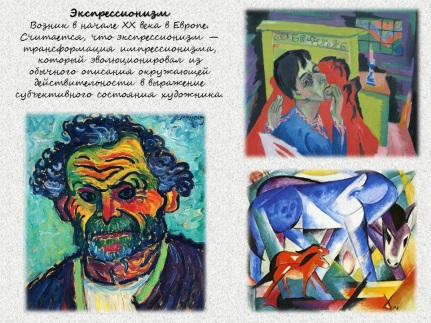 Экспрессионизм
Возник в начале XX века в Европе.
Считается, что экспрессионизм —
трансформация импрессионизма,
который эволюционировал из
обычного описания окружающей
действительности в выражение
субъективного состояния художника.